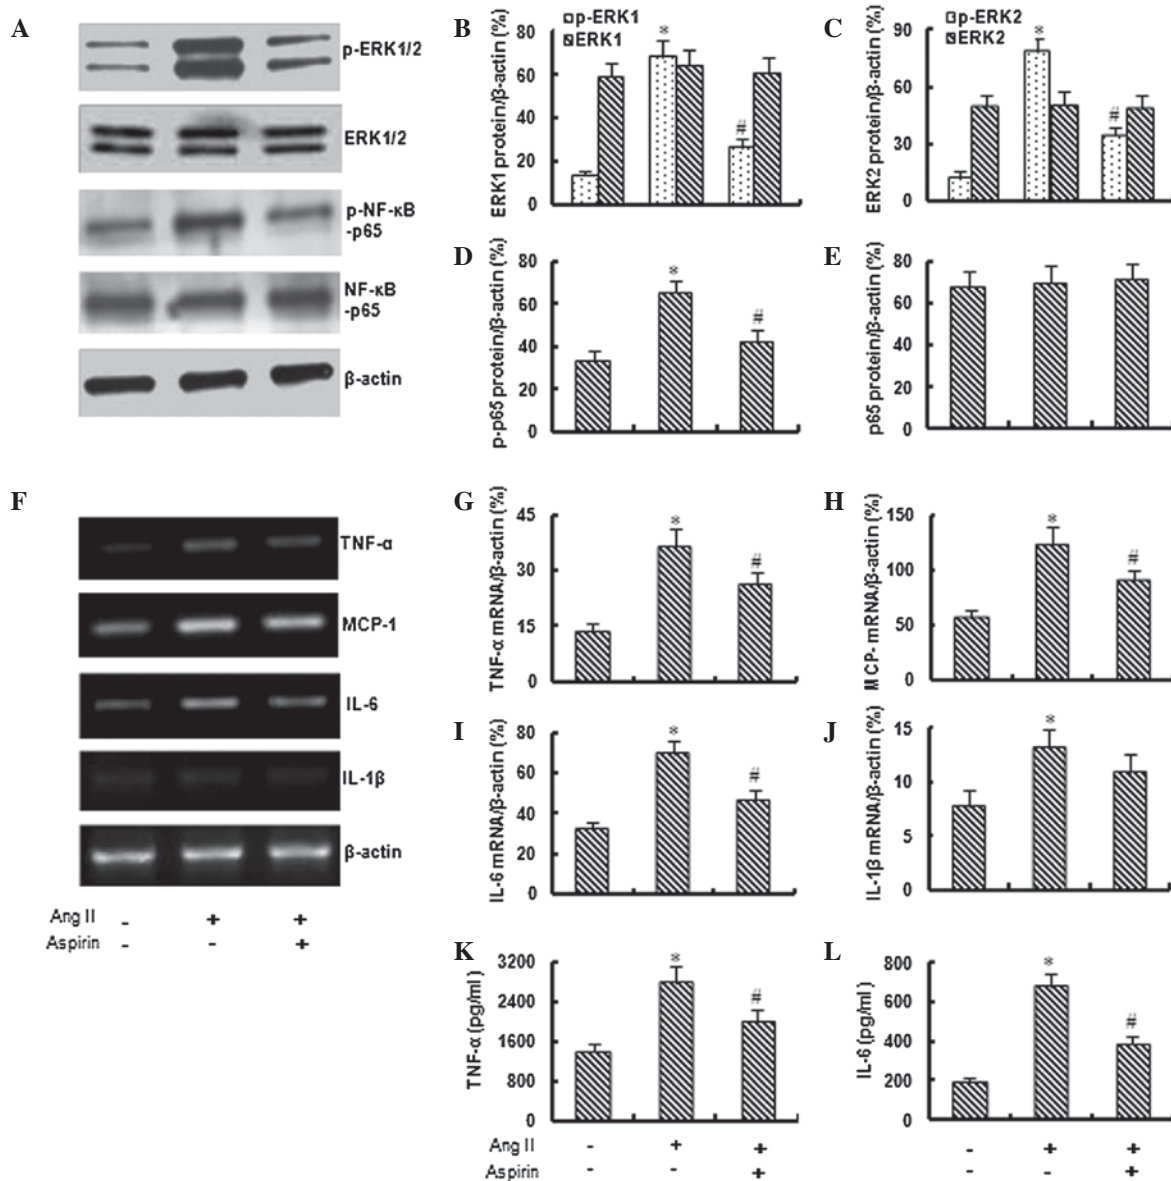 A
p-ERK1/2
ERK1/2
p-NF-κB
-p65
NF-κB
-p65
β-actin
B
ERK1 protein/β-actin (%)
80
60
40
20
0
p-ERK1
ERK1
*
#
C
ERK2 protein/β-actin (%)
90
60
30
0
p-ERK2
ERK2
*
#
D
p-p65 protein/β-actin (%)
80
60
40
20
0
*
#
E
p65 protein/β-actin (%)
80
60
40
20
0
F
TNF-α
MCP-1
IL-6
IL-1β
β-actin
Ang II - + +
Aspirin - - +
G
TNF-α mRNA/β-actin (%)
45
30
15
0
*
#
H
MCP- mRNA/β-actin (%)
150
100
50
0
*
#
I
IL-6 mRNA/β-actin (%)
80
60
40
20
0
*
#
J
IL-1β mRNA/β-actin (%)
15
10
5
0
*
K
TNF-α (pg/ml)
3200
2400
1600
800
0
*
#
Ang II - + +
Aspirin - - +
L
IL-6 (pg/ml)
800
600
400
200
0
*
#
- + +
- - +